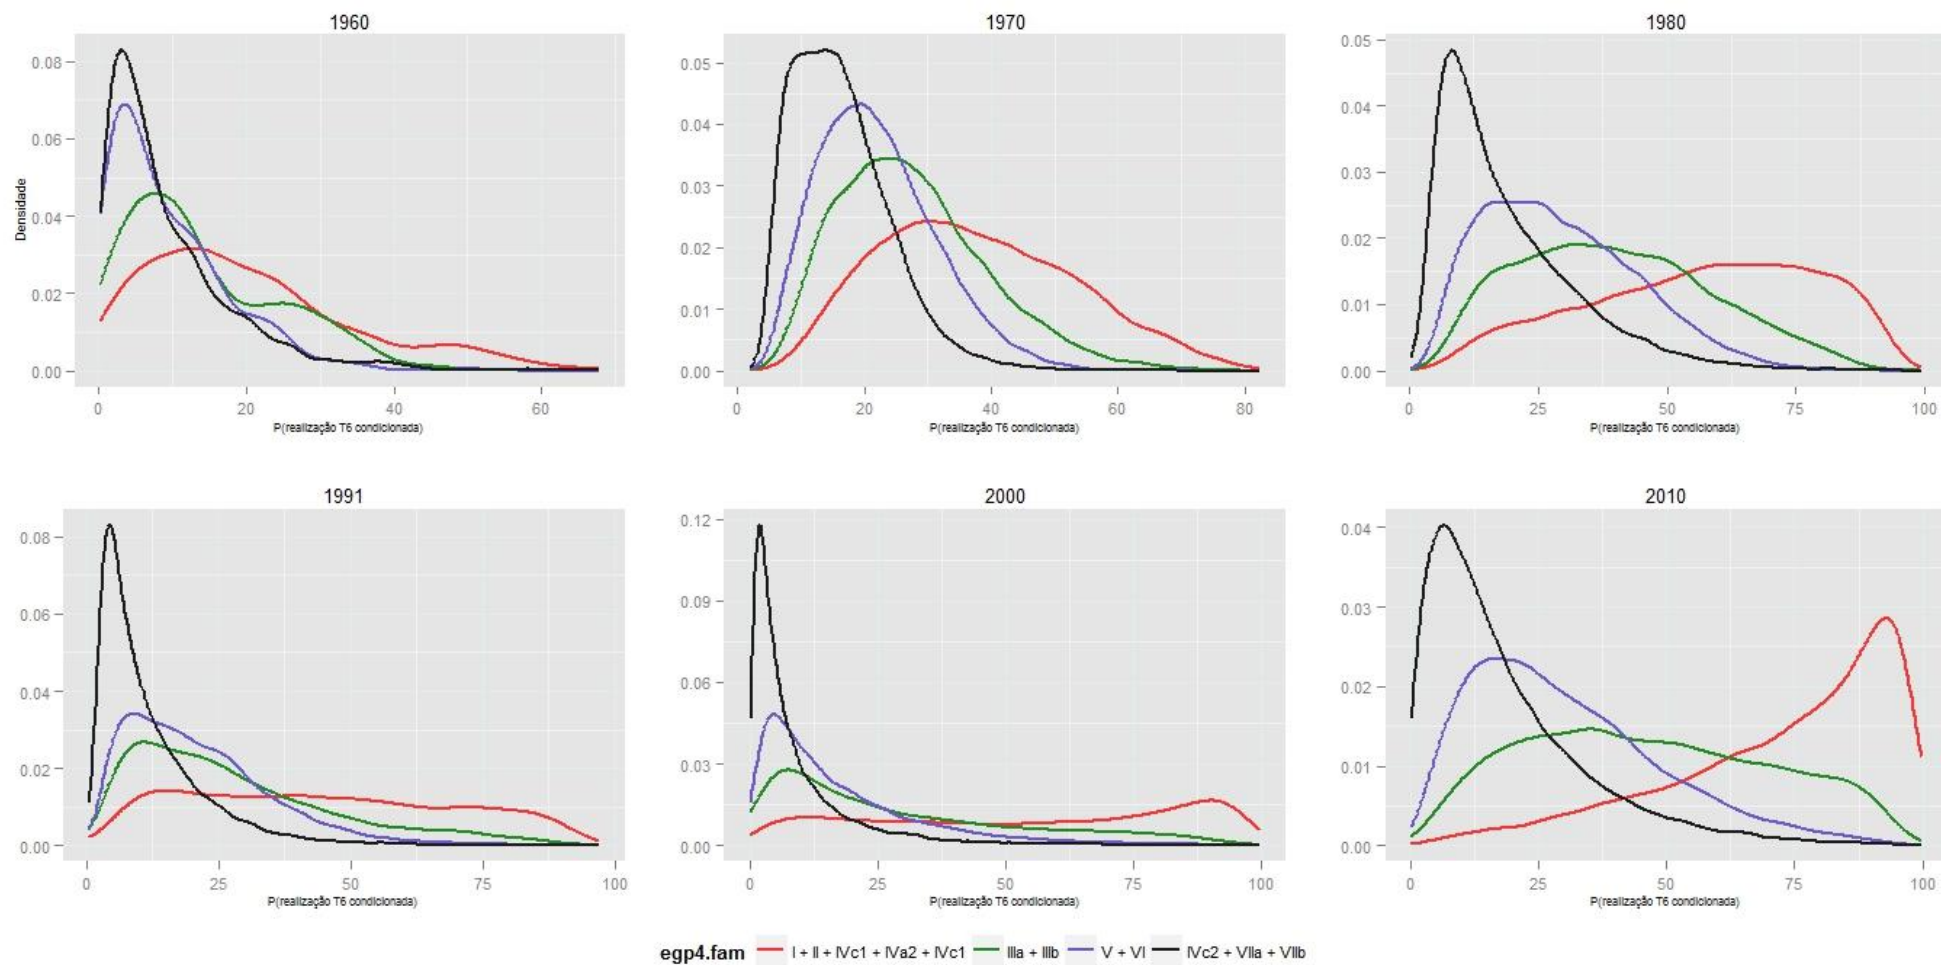 1960
1970
1980
0.08
0.06
0.04
0.02
0.00
Densidade
0 20 40 60
P(realização T6 condicionada)
0.05
0.04
0.03
0.02
0.01
0.00
0 20 40 60 80
P(realização T6 condicionada)
0.05
0.04
0.03
0.02
0.01
0.00
0 25 50 75 100
P(realização T6 condicionada)
1991
2000
2010
0.08
0.06
0.04
0.02
0.00
0 25 50 75 100
P(realização T6 condicionada)
0.12
0.09
0.06
0.03
0.00
0 25 50 75 100
P(realização T6 condicionada)
0.04
0.03
0.02
0.01
0.00
0 25 50 75 100
P(realização T6 condicionada)
egp4.fam I + II + IVc1 + IVa2 + IVc1 IIIa + IIIb V + VI IVc2 + VIIa + VIIb